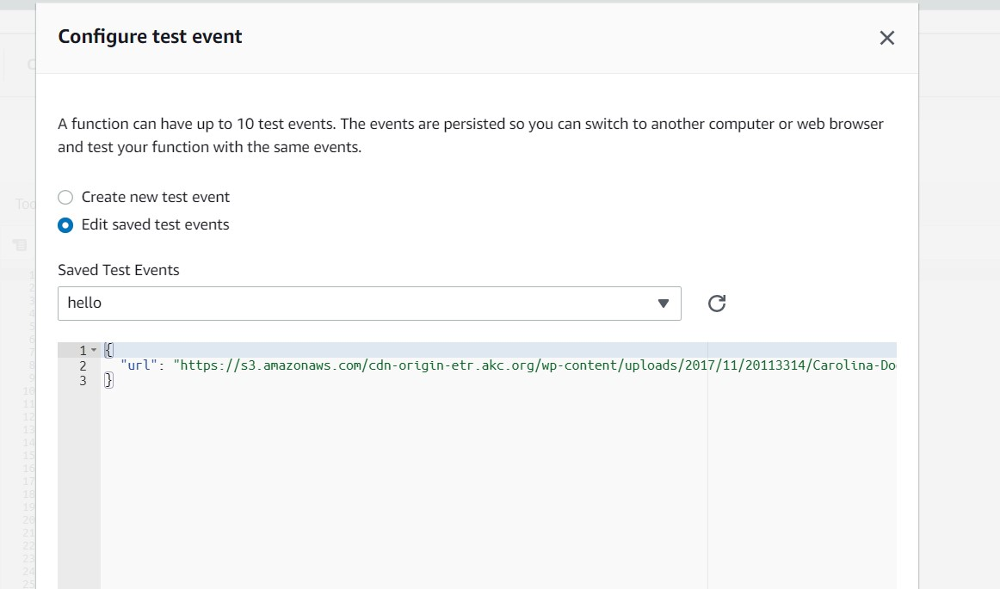 Configure test event
A function can have up to 10 test events. The events are persisted so you can switch to another computer or web browser
and test your function with the same events.
Create new test event
Edit saved test events
Saved Test Events
hello
1 {
2 "url": "https://s3.amazonaws.com/cdn-origin-etr.akc.org/wp-content/uploads/2017/11/20113314/Carolina-Do
3 }